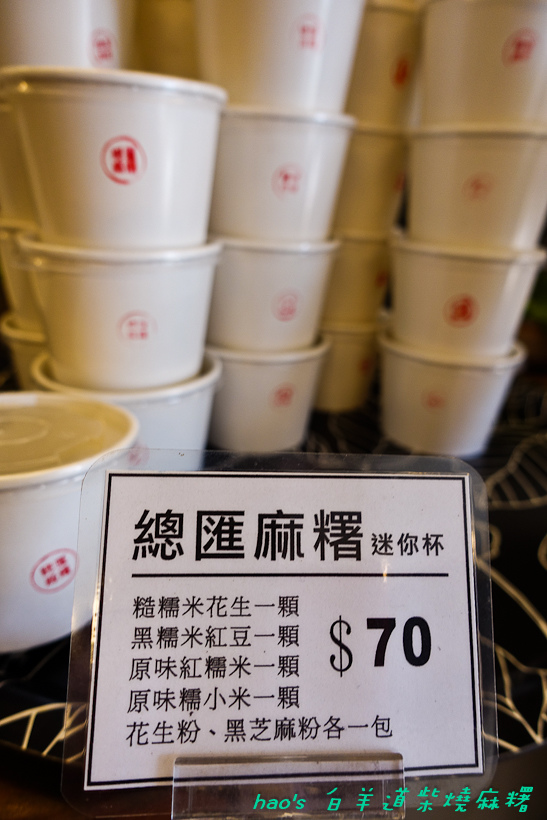 總匯麻糬 迷你杯
糙糯米花生一顆
黑糯米紅豆一顆
原味紅糯米一顆
原味糯小米一顆
花生粉、黑芝麻粉各一包
$70
hao's 白羊道柴燒麻糬